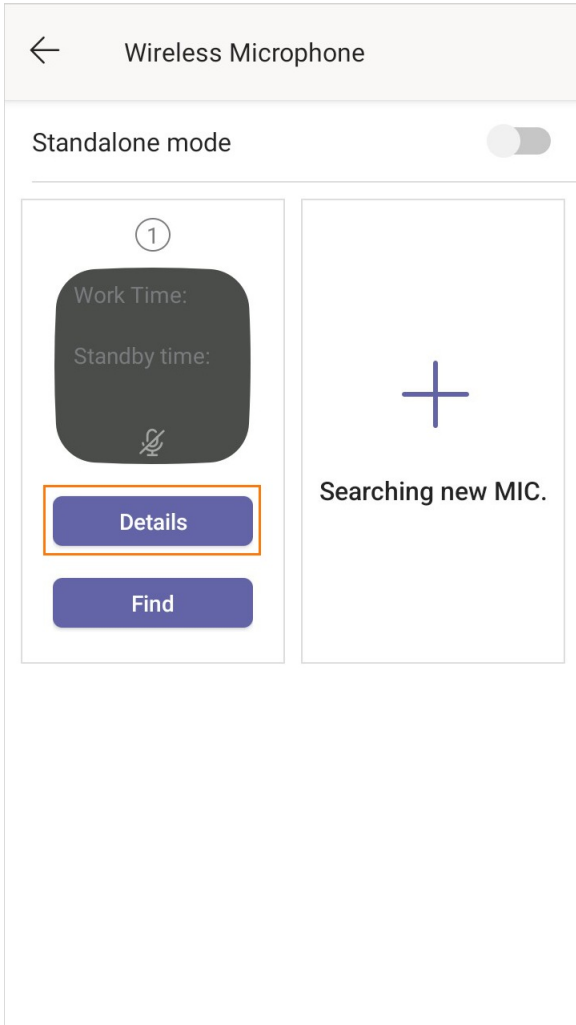 Wireless Microphone
Standalone mode
1
Work Time:
Standby time:
Details
Find
Searching new MIC.